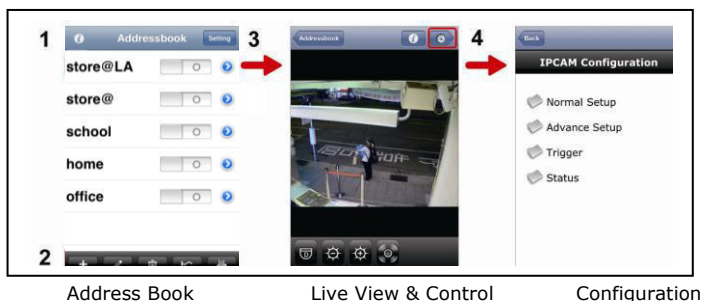 1
Addressbook
Setting
store@LA
store@
school
home
office
2
3
Addressbook
4
Back
IPCAM Configuration
Normal Setup
Advance Setup
Trigger
Status
Address Book
Live View & Control
Configuration